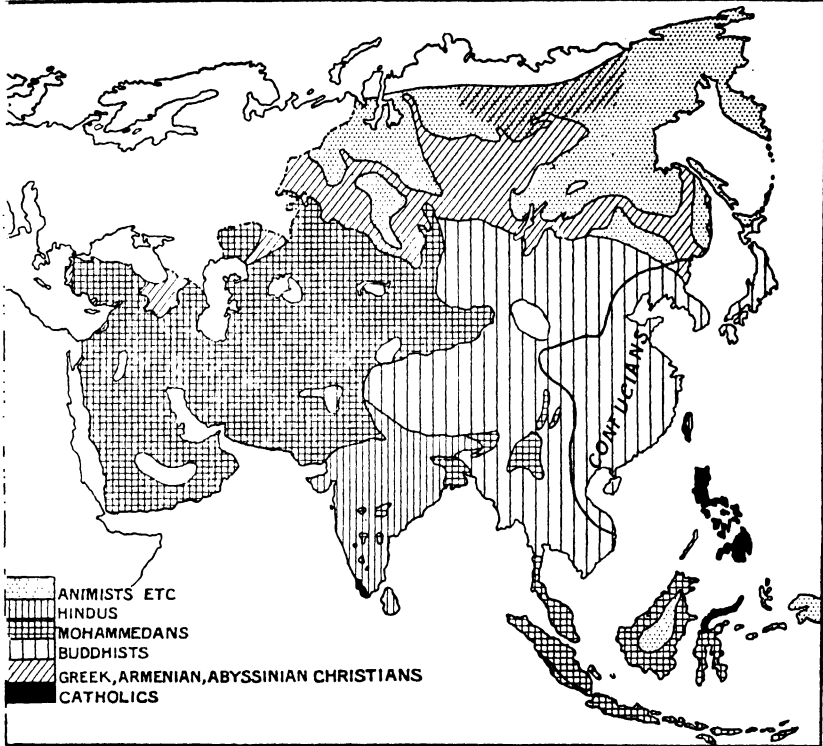 CONFUCIANS
ANIMISTS ETC
HINDUS
MOHAMMEDANS
BUDDHISTS
GREEK, ARMENIAN, ABYSSINIAN CHRISTIANS
CATHOLICS